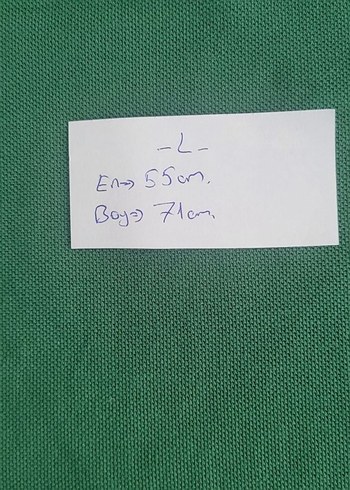 -L-
En→ 55cm.
Boy⇒ 71cm.